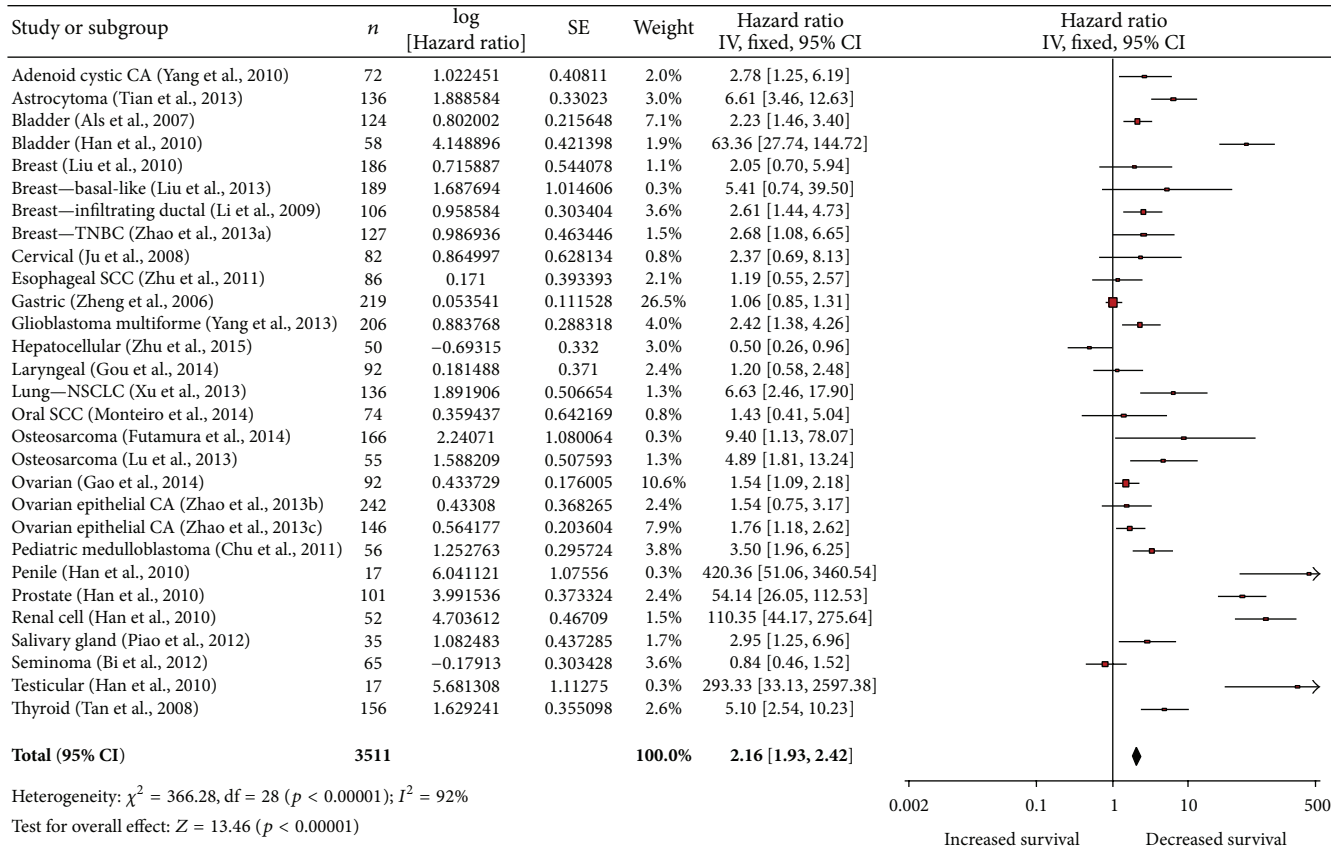 Study or subgroup n log [Hazard ratio] SE Weight Hazard ratio IV, fixed, 95% CI Hazard ratio IV, fixed, 95% CI
Adenoid cystic CA (Yang et al., 2010) 72 1.022451 0.40811 2.0% 2.78 [1.25, 6.19]
Astrocytoma (Tian et al., 2013) 136 1.888584 0.33023 3.0% 6.61 [3.46, 12.63]
Bladder (Als et al., 2007) 124 0.802002 0.215648 7.1% 2.23 [1.46, 3.40]
Bladder (Han et al., 2010) 58 4.148896 0.421398 1.9% 63.36 [27.74, 144.72]
Breast (Liu et al., 2010) 186 0.715887 0.544078 1.1% 2.05 [0.70, 5.94]
Breast—basal-like (Liu et al., 2013) 189 1.687694 1.014606 0.3% 5.41 [0.74, 39.50]
Breast—infiltrating ductal (Li et al., 2009) 106 0.958584 0.303404 3.6% 2.61 [1.44, 4.73]
Breast—TNBC (Zhao et al., 2013a) 127 0.986936 0.463446 1.5% 2.68 [1.08, 6.65]
Cervical (Ju et al., 2008) 82 0.864997 0.628134 0.8% 2.37 [0.69, 8.13]
Esophageal SCC (Zhu et al., 2011) 86 0.171 0.393393 2.1% 1.19 [0.55, 2.57]
Gastric (Zheng et al., 2006) 219 0.053541 0.111528 26.5% 1.06 [0.85, 1.31]
Glioblastoma multiforme (Yang et al., 2013) 206 0.883768 0.288318 4.0% 2.42 [1.38, 4.26]
Hepatocellular (Zhu et al., 2015) 50 −0.69315 0.332 3.0% 0.50 [0.26, 0.96]
Laryngeal (Gou et al., 2014) 92 0.181488 0.371 2.4% 1.20 [0.58, 2.48]
Lung—NSCLC (Xu et al., 2013) 136 1.891906 0.506654 1.3% 6.63 [2.46, 17.90]
Oral SCC (Monteiro et al., 2014) 74 0.359437 0.642169 0.8% 1.43 [0.41, 5.04]
Osteosarcoma (Futamura et al., 2014) 166 2.24071 1.080064 0.3% 9.40 [1.13, 78.07]
Osteosarcoma (Lu et al., 2013) 55 1.588209 0.507593 1.3% 4.89 [1.81, 13.24]
Ovarian (Gao et al., 2014) 92 0.433729 0.176005 10.6% 1.54 [1.09, 2.18]
Ovarian epithelial CA (Zhao et al., 2013b) 242 0.43308 0.368265 2.4% 1.54 [0.75, 3.17]
Ovarian epithelial CA (Zhao et al., 2013c) 146 0.564177 0.203604 7.9% 1.76 [1.18, 2.62]
Pediatric medulloblastoma (Chu et al., 2011) 56 1.252763 0.295724 3.8% 3.50 [1.96, 6.25]
Penile (Han et al., 2010) 17 6.041121 1.07556 0.3% 420.36 [51.06, 3460.54]
Prostate (Han et al., 2010) 101 3.991536 0.373324 2.4% 54.14 [26.05, 112.53]
Renal cell (Han et al., 2010) 52 4.703612 0.46709 1.5% 110.35 [44.17, 275.64]
Salivary gland (Piao et al., 2012) 35 1.082483 0.437285 1.7% 2.95 [1.25, 6.96]
Seminoma (Bi et al., 2012) 65 −0.17913 0.303428 3.6% 0.84 [0.46, 1.52]
Testicular (Han et al., 2010) 17 5.681308 1.11275 0.3% 293.33 [33.13, 2597.38]
Thyroid (Tan et al., 2008) 156 1.629241 0.355098 2.6% 5.10 [2.54, 10.23]
Total (95% CI) 3511 100.0% 2.16 [1.93, 2.42]
Heterogeneity: χ² = 366.28, df = 28 (p < 0.00001); I² = 92%
Test for overall effect: Z = 13.46 (p < 0.00001)
0.002 0.1 1 10 500
Increased survival Decreased survival